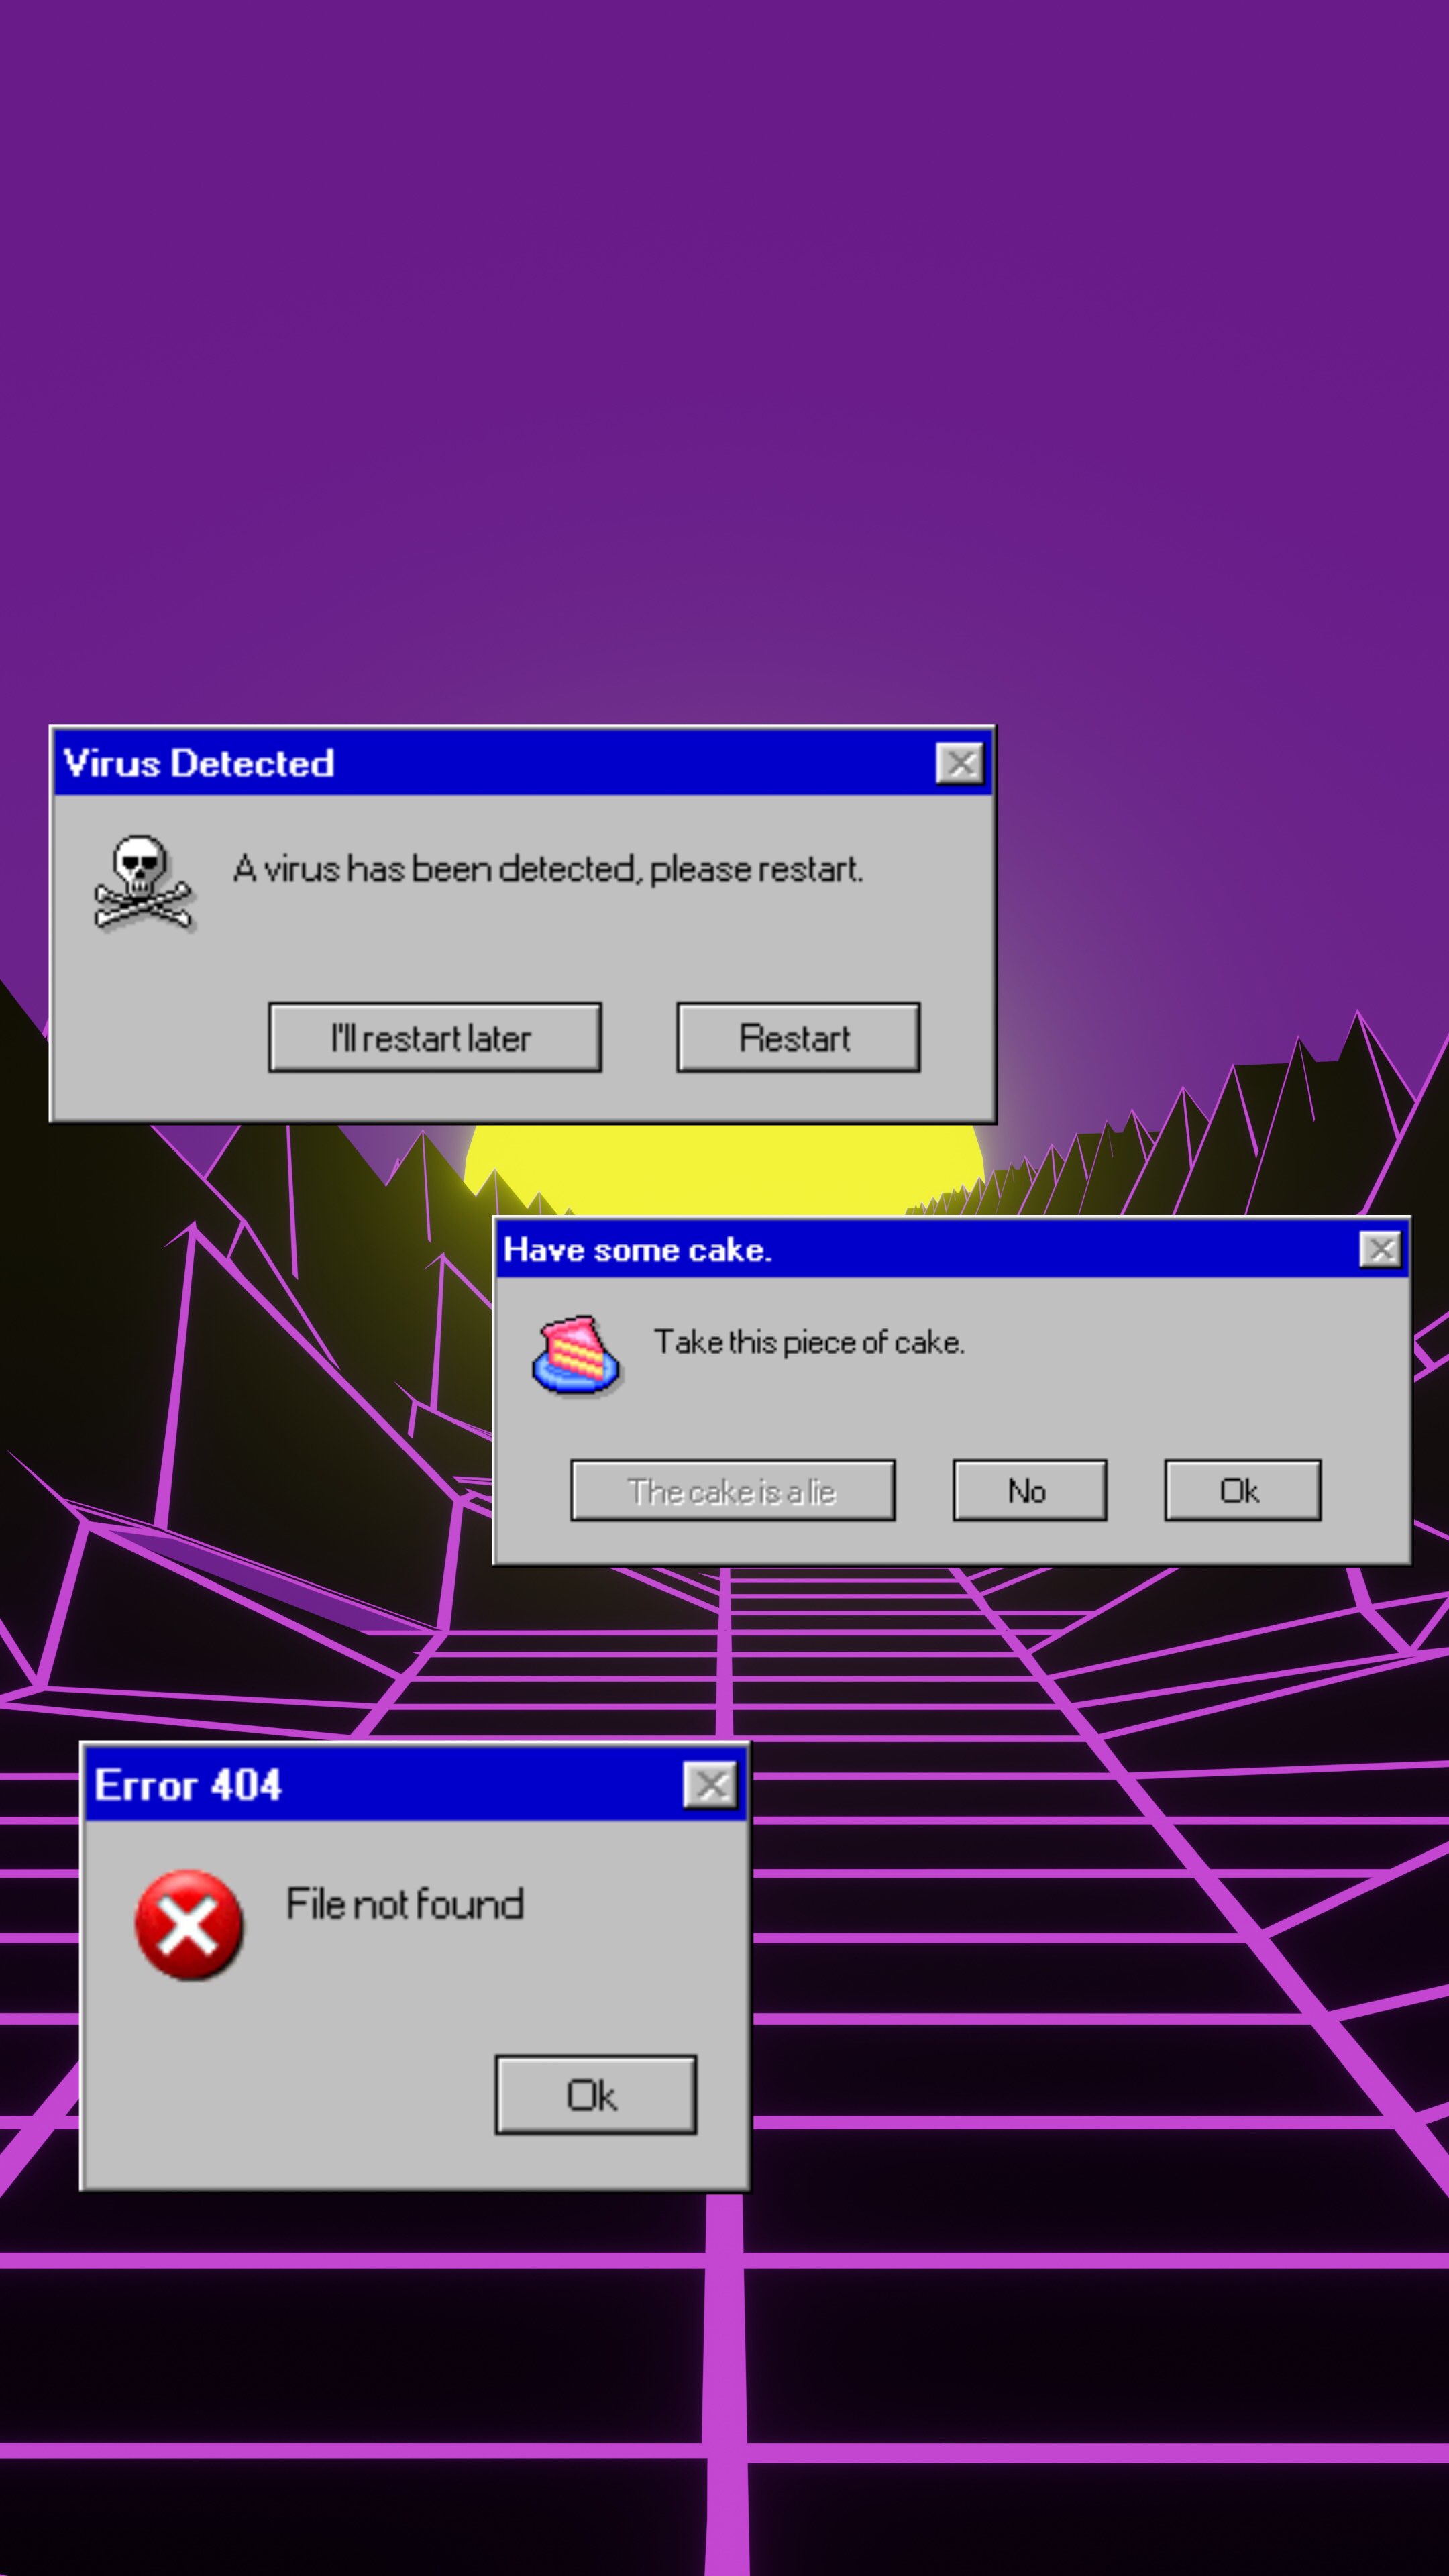 Virus Detected
A virus has been detected, please restart.
I'll restart later
Restart
Have some cake.
Take this piece of cake.
The cake is a lie
No
Ok
Error 404
File not found
Ok